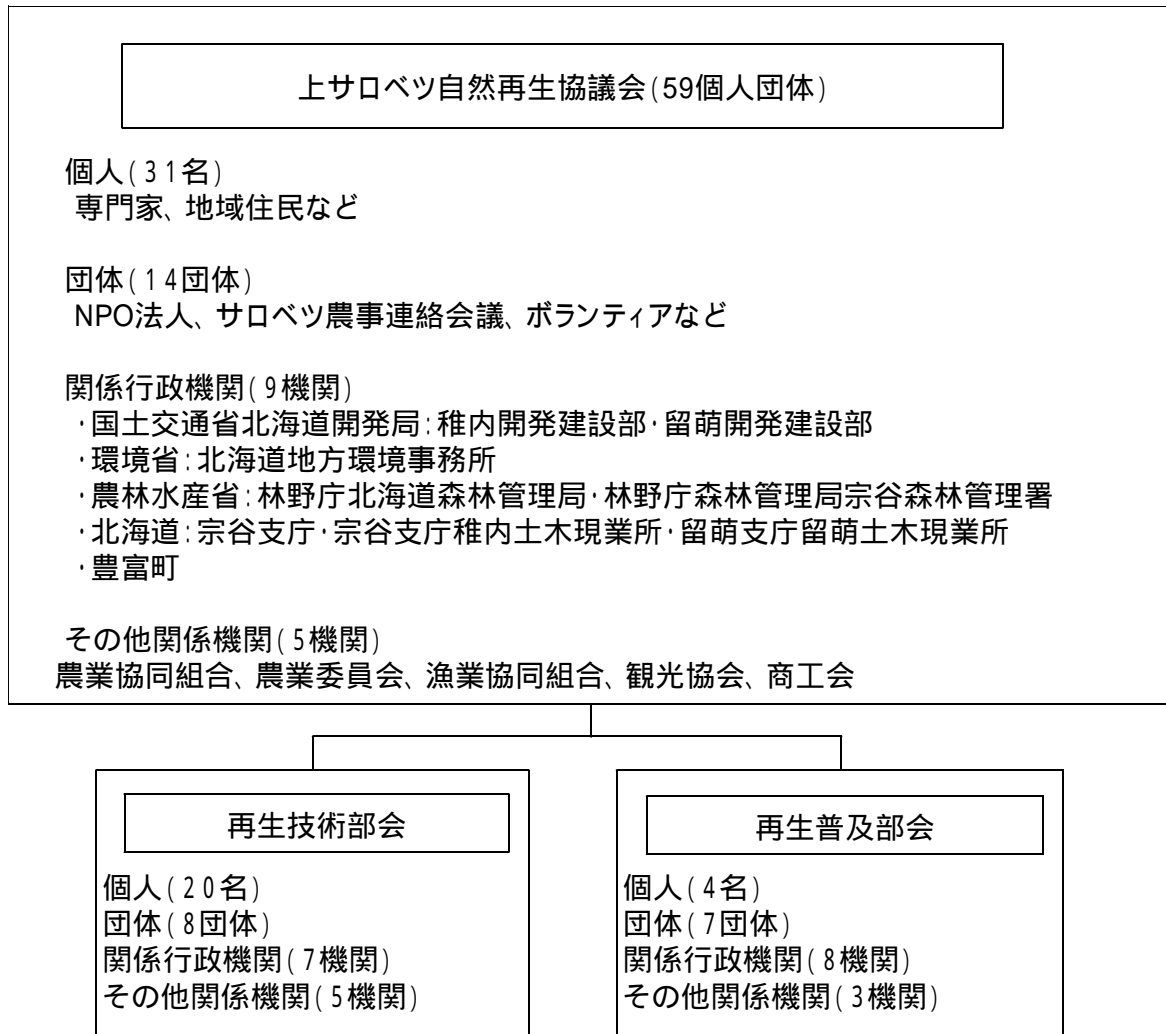 上サロベツ自然再生協議会(59個人団体)
個人(31名)
専門家、地域住民など
団体(14団体)
NPO法人、サロベツ農事連絡会議、ボランティアなど
関係行政機関(9機関)
・国土交通省北海道開発局:稚内開発建設部・留萌開発建設部
・環境省:北海道地方環境事務所
・農林水産省:林野庁北海道森林管理局・林野庁森林管理局宗谷森林管理署
・北海道:宗谷支庁・宗谷支庁稚内土木現業所・留萌支庁留萌土木現業所
・豊富町
その他関係機関(5機関)
農業協同組合、農業委員会、漁業協同組合、観光協会、商工会
再生技術部会
個人(20名)
団体(8団体)
関係行政機関(7機関)
その他関係機関(5機関)
再生普及部会
個人(4名)
団体(7団体)
関係行政機関(8機関)
その他関係機関(3機関)